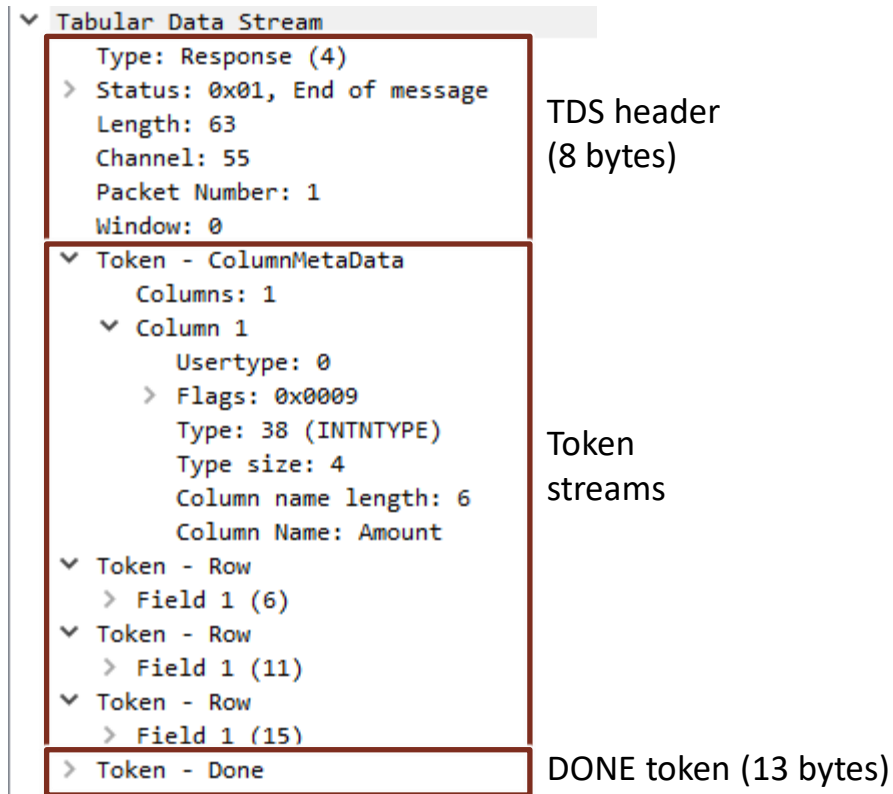 Tabular Data Stream
Type: Response (4)
Status: 0x01, End of message
Length: 63
Channel: 55
Packet Number: 1
Window: 0
TDS header
(8 bytes)
Token - ColumnMetaData
Columns: 1
Column 1
Usertype: 0
Flags: 0x0009
Type: 38 (INTNTYPE)
Type size: 4
Column name length: 6
Column Name: Amount
Token - Row
Field 1 (6)
Token - Row
Field 1 (11)
Token - Row
Field 1 (15)
Token
streams
Token - Done
DONE token (13 bytes)